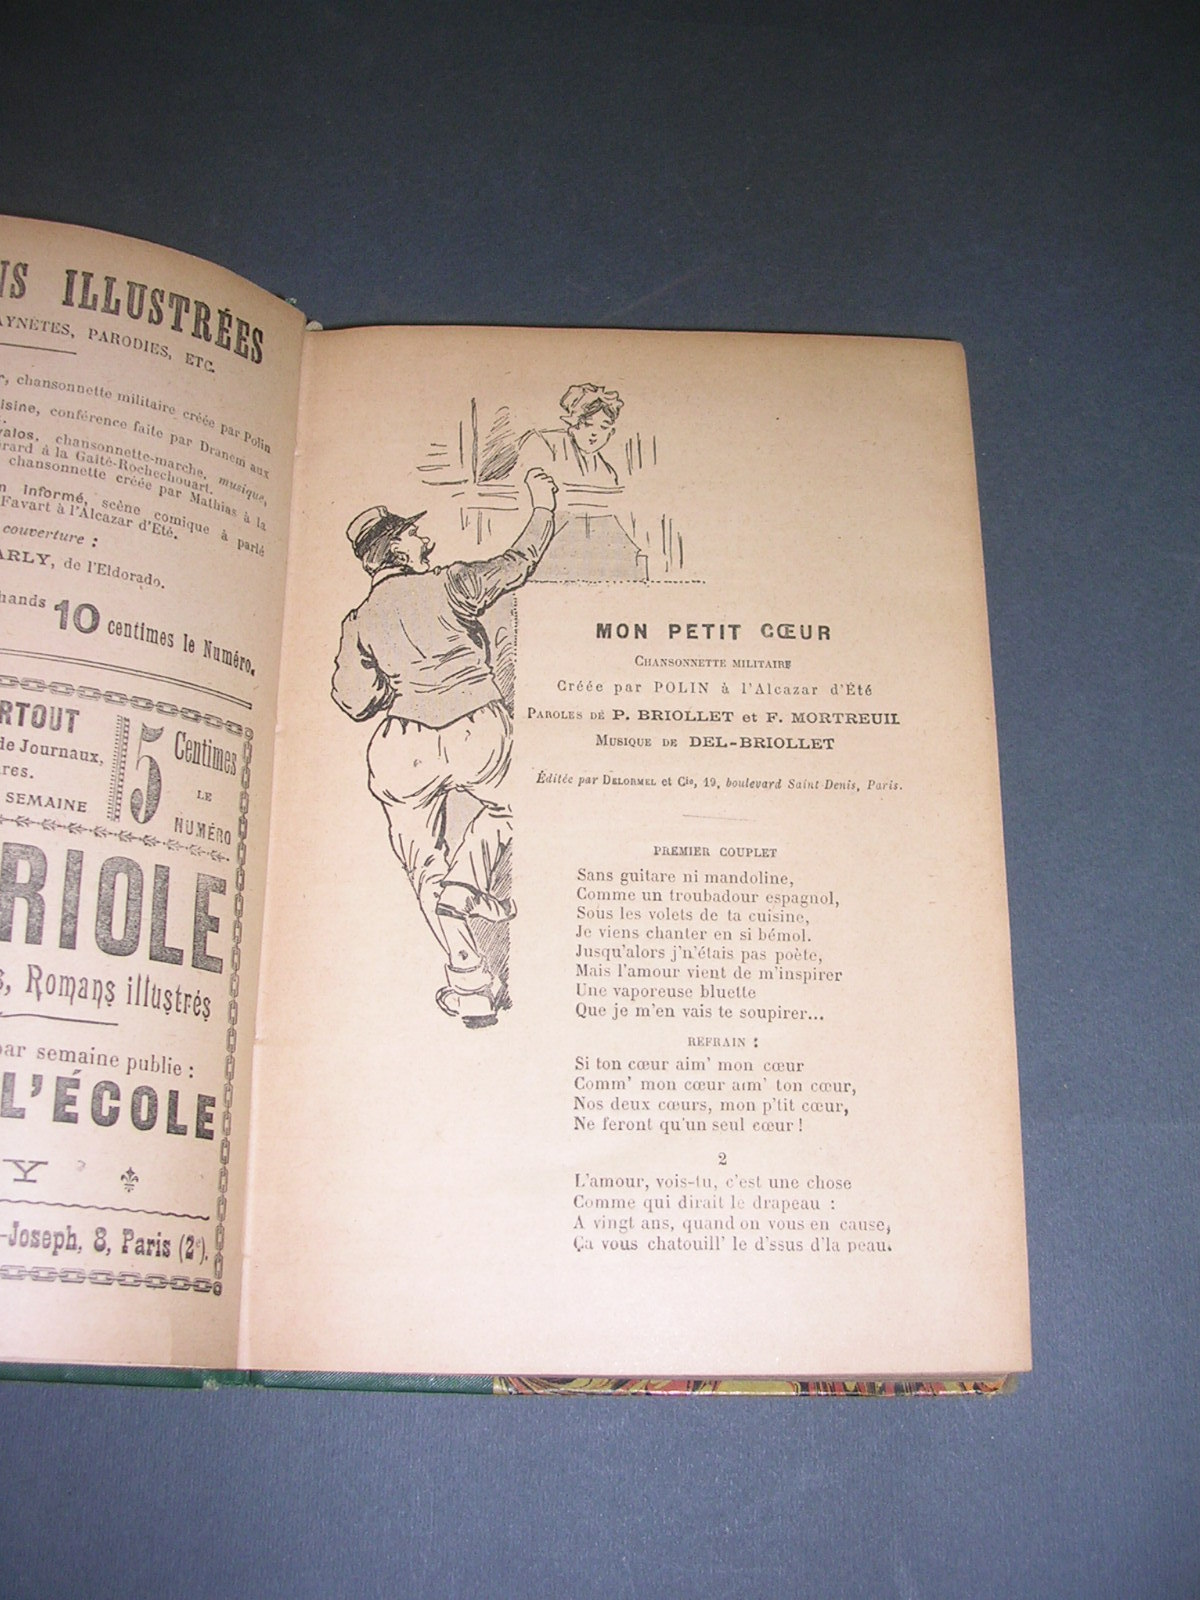 NS ILLUSTRÉES
AYNÈTES, PARODIES, ETC.
chansonnette militaire créée par Polin
isine, conférence faite par Dranem aux
valos, chansonnette-marche, musique,
érard à la Gaîté-Rochechouart.
chansonnette créée par Mathias à la
n informé, scène comique à parlé
Favart à l'Alcazar d'Été.
couverture :
ARLY, de l'Eldorado.
hands 10 centimes le Numéro.
RTOUT
de Journaux,
res.
SEMAINE
15 Centimes
LE
NUMÉRO
RIOLE
s, Romans illustrés
par semaine publie :
L'ÉCOLE
Y
-Joseph, 8, Paris (2e).
MON PETIT CŒUR
CHANSONNETTE MILITAIRE
Créée par POLIN à l'Alcazar d'Été
PAROLES DE P. BRIOLLET et F. MORTREUIL
MUSIQUE DE DEL-BRIOLLET
Éditée par DELORMEL et Cie, 19, boulevard Saint-Denis, Paris.
PREMIER COUPLET
Sans guitare ni mandoline,
Comme un troubadour espagnol,
Sous les volets de ta cuisine,
Je viens chanter en si bémol.
Jusqu'alors j'n'étais pas poète,
Mais l'amour vient de m'inspirer
Une vaporeuse bluette
Que je m'en vais te soupirer...
REFRAIN :
Si ton cœur aim' mon cœur
Comm' mon cœur aim' ton cœur,
Nos deux cœurs, mon p'tit cœur,
Ne feront qu'un seul cœur !
2
L'amour, vois-tu, c'est une chose
Comme qui dirait le drapeau :
A vingt ans, quand on vous en cause,
Ça vous chatouill' le d'ssus d'la peau.